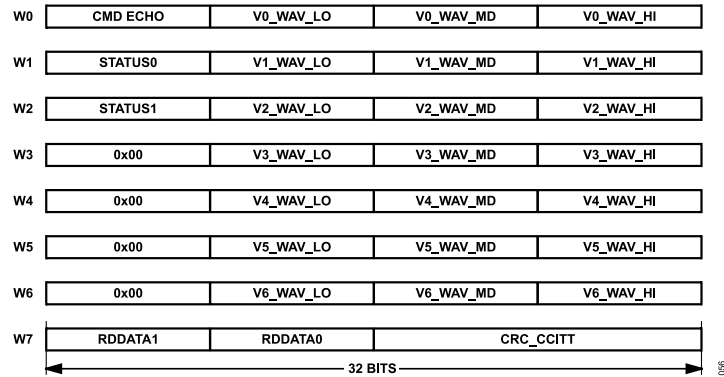 W0 CMD ECHO V0_WAV_LO V0_WAV_MD V0_WAV_HI
W1 STATUS0 V1_WAV_LO V1_WAV_MD V1_WAV_HI
W2 STATUS1 V2_WAV_LO V2_WAV_MD V2_WAV_HI
W3 0x00 V3_WAV_LO V3_WAV_MD V3_WAV_HI
W4 0x00 V4_WAV_LO V4_WAV_MD V4_WAV_HI
W5 0x00 V5_WAV_LO V5_WAV_MD V5_WAV_HI
W6 0x00 V6_WAV_LO V6_WAV_MD V6_WAV_HI
W7 RDDATA1 RDDATA0 CRC_CCITT
32 BITS
056